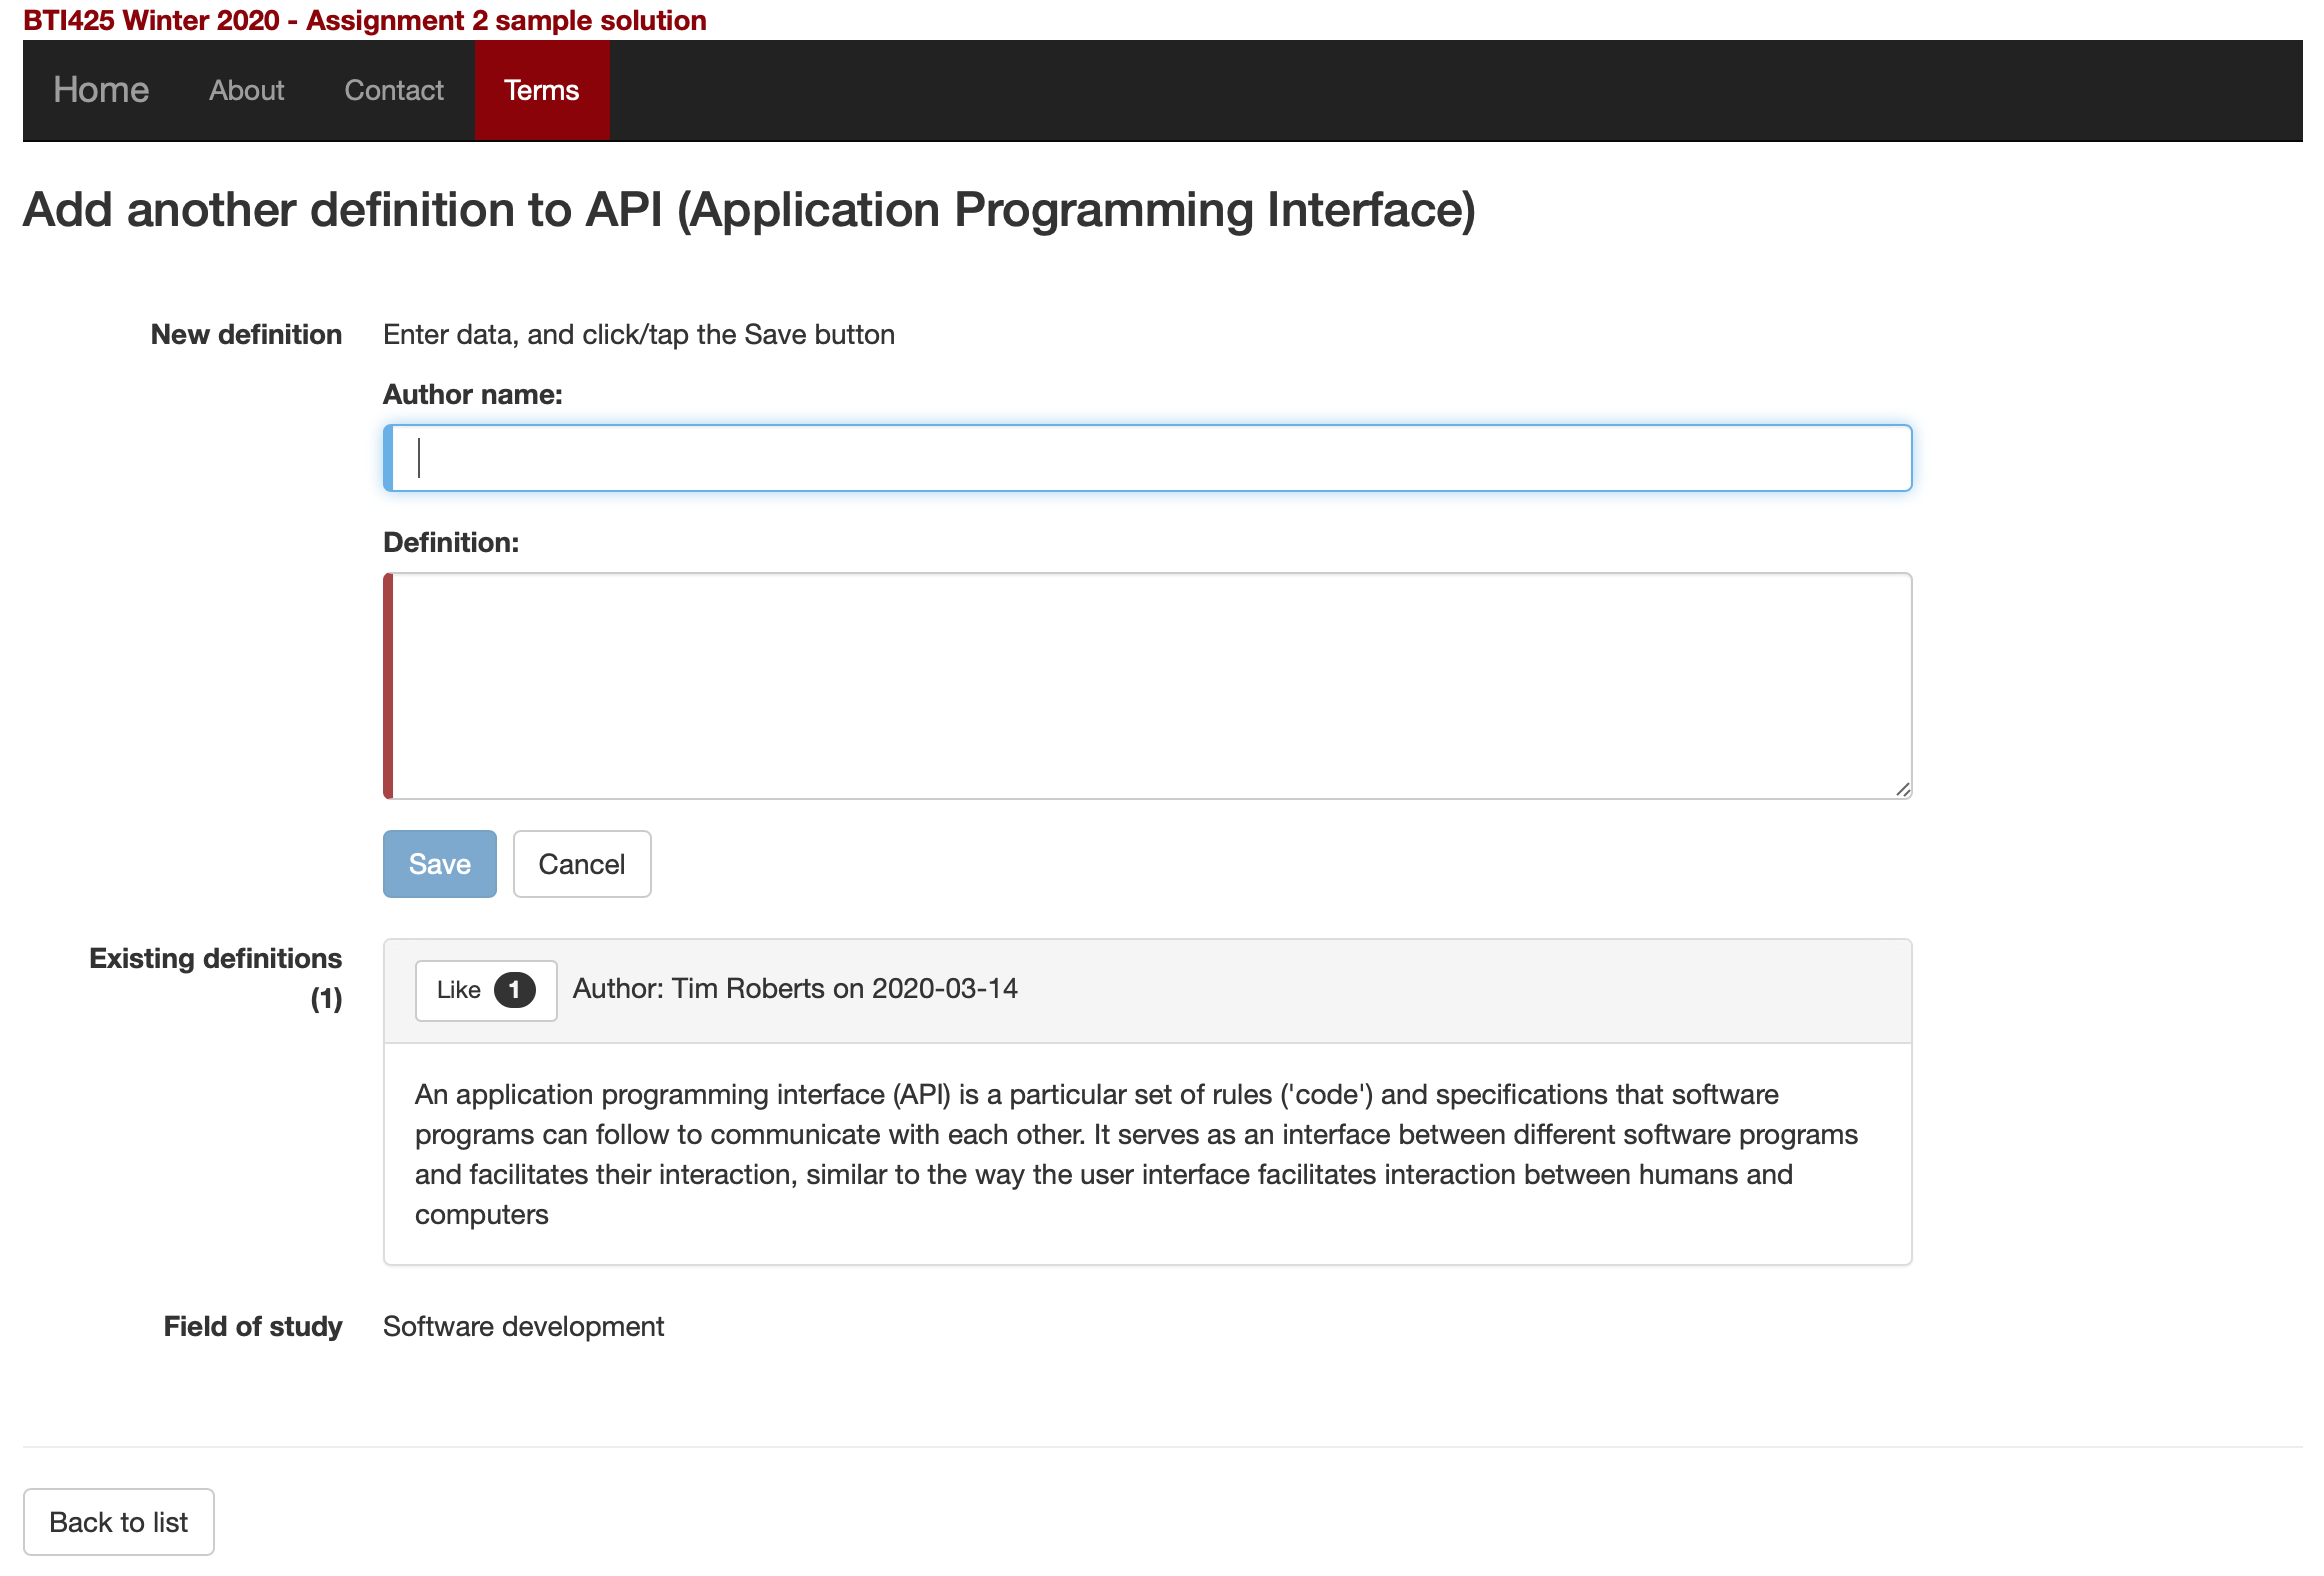 BTI425 Winter 2020 - Assignment 2 sample solution
Home About Contact Terms
Add another definition to API (Application Programming Interface)
New definition Enter data, and click/tap the Save button
Author name:
Definition:
Save Cancel
Existing definitions
(1)
Like 1 Author: Tim Roberts on 2020-03-14
An application programming interface (API) is a particular set of rules ('code') and specifications that software
programs can follow to communicate with each other. It serves as an interface between different software programs
and facilitates their interaction, similar to the way the user interface facilitates interaction between humans and
computers
Field of study Software development
Back to list